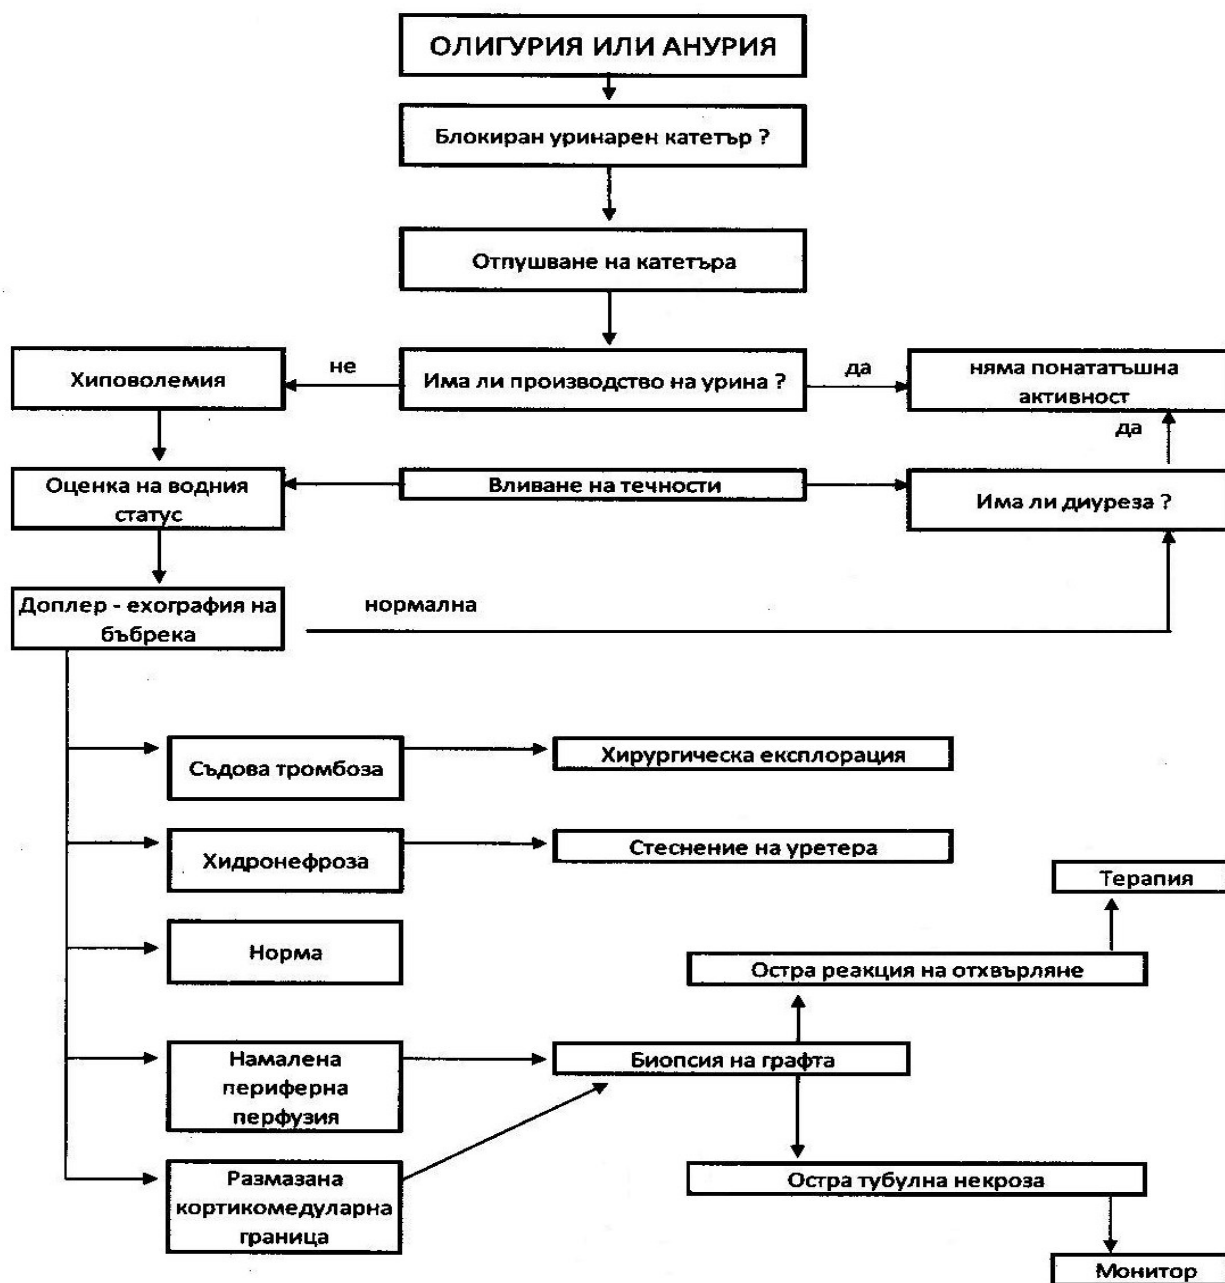 ОЛИГУРИЯ ИЛИ АНУРИЯ
Блокиран уринарен катетър ?
Отпушване на катетъра
Хиповолемия
не
Има ли производство на урина ?
да
няма понататъшна
активност
да
Оценка на водния
статус
Вливане на течности
Има ли диуреза ?
Доплер - ехография на
бъбрека
нормална
Съдова тромбоза
Хирургическа експлорация
Хидронефроза
Стеснение на уретера
Терапия
Норма
Остра реакция на отхвърляне
Намалена
периферна
перфузия
Биопсия на графта
Размазана
кортикомедуларна
граница
Остра тубулна некроза
Монитор